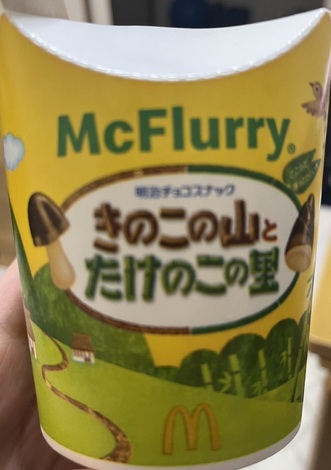 McFlurry®
明治チョコスナック
きのこの山と
たけのこの里